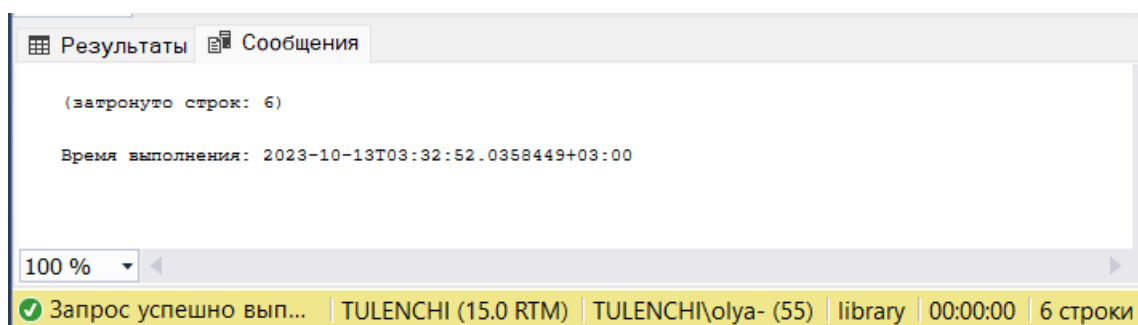 Результаты Сообщения
(затронуто строк: 6)
Время выполнения: 2023-10-13T03:32:52.0358449+03:00
100 %
Запрос успешно вып... TULENCHI (15.0 RTM) TULENCHI\olya- (55) library 00:00:00 6 строки